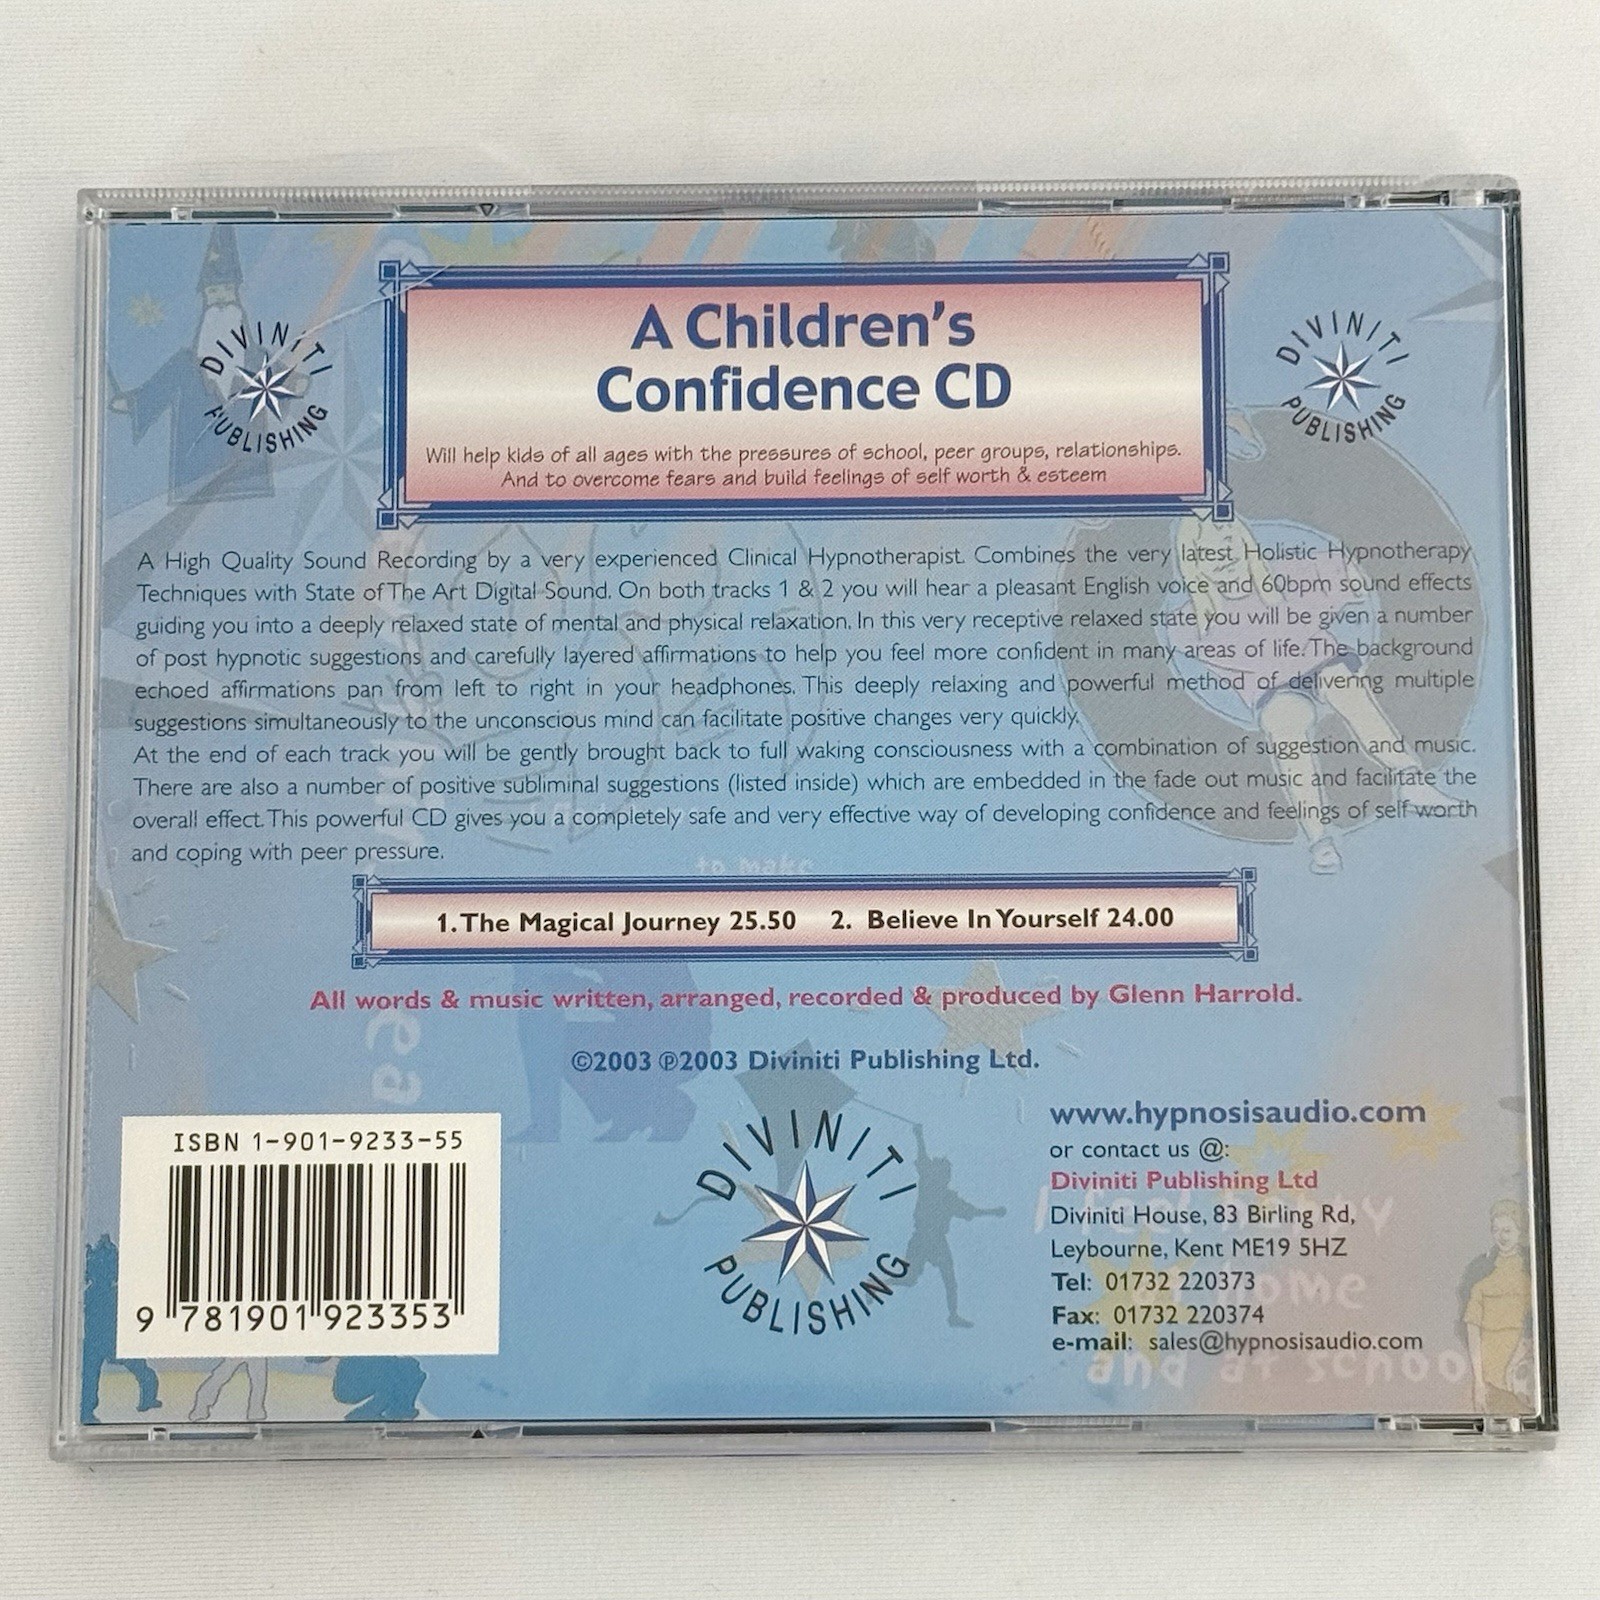 A Children's
Confidence CD
Will help kids of all ages with the pressures of school, peer groups, relationships.
And to overcome fears and build feelings of self worth & esteem
DIVINITI
PUBLISHING
DIVINITI
PUBLISHING
A High Quality Sound Recording by a very experienced Clinical Hypnotherapist. Combines the very latest Holistic Hypnotherapy
Techniques with State of The Art Digital Sound. On both tracks 1 & 2 you will hear a pleasant English voice and 60bpm sound effects
guiding you into a deeply relaxed state of mental and physical relaxation. In this very receptive relaxed state you will be given a number
of post hypnotic suggestions and carefully layered affirmations to help you feel more confident in many areas of life. The background
echoed affirmations pan from left to right in your headphones. This deeply relaxing and powerful method of delivering multiple
suggestions simultaneously to the unconscious mind can facilitate positive changes very quickly.
At the end of each track you will be gently brought back to full waking consciousness with a combination of suggestion and music.
There are also a number of positive subliminal suggestions (listed inside) which are embedded in the fade out music and facilitate the
overall effect. This powerful CD gives you a completely safe and very effective way of developing confidence and feelings of self worth
and coping with peer pressure.
to make
1. The Magical Journey 25.50 2. Believe In Yourself 24.00
All words & music written, arranged, recorded & produced by Glenn Harrold.
©2003 ℗2003 Diviniti Publishing Ltd.
ISBN 1-901-9233-55
9 781901 923353
DIVINITI
PUBLISHING
www.hypnosisaudio.com
or contact us @:
Diviniti Publishing Ltd
Diviniti House, 83 Birling Rd,
Leybourne, Kent ME19 5HZ
Tel: 01732 220373
Fax: 01732 220374
e-mail: sales@hypnosisaudio.com
I feel happy
home
and at school